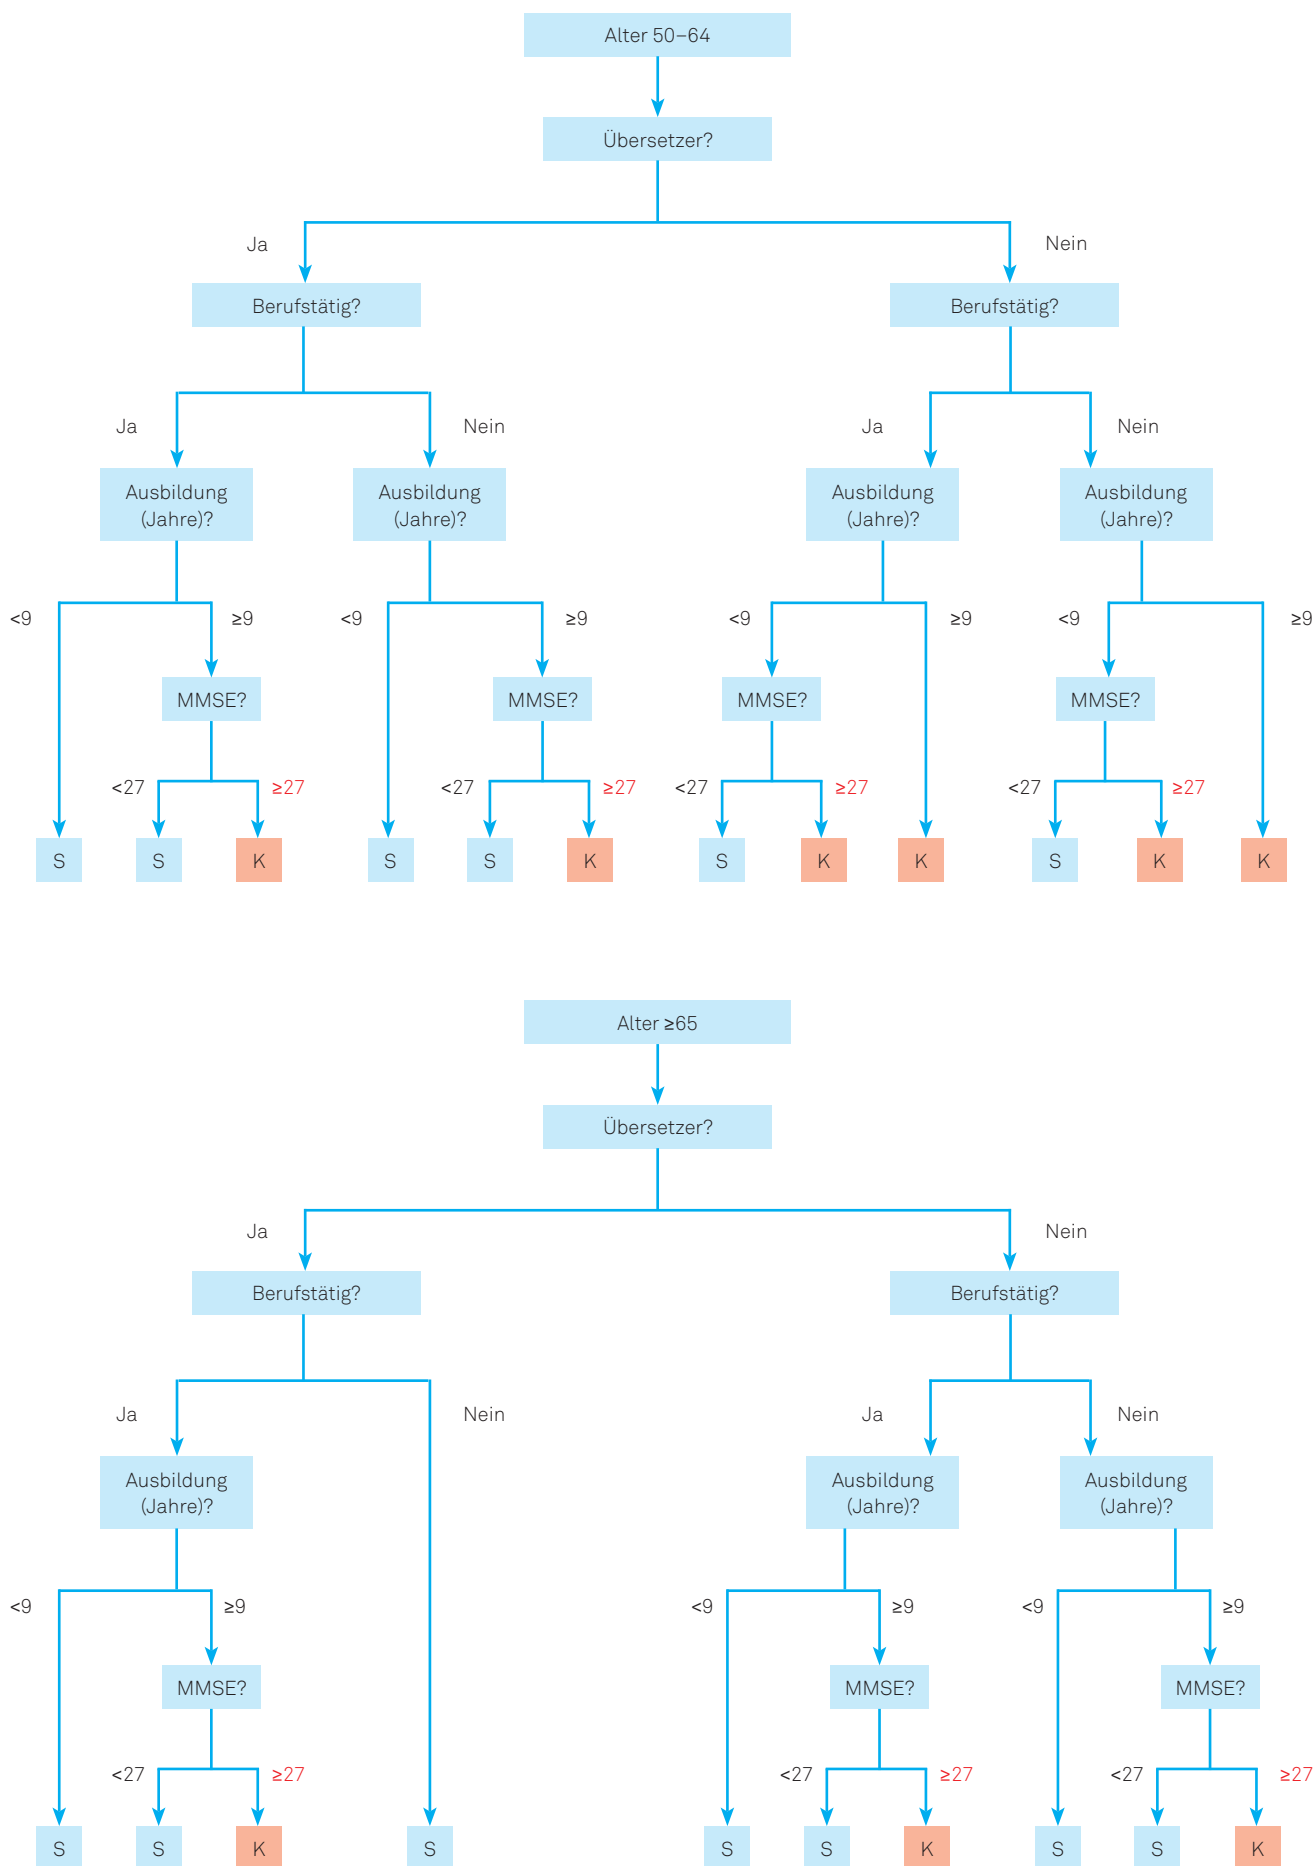 Alter 50–64
Übersetzer?
Ja
Nein
Berufstätig?
Berufstätig?
Ja
Nein
Ja
Nein
Ausbildung
(Jahre)?
Ausbildung
(Jahre)?
Ausbildung
(Jahre)?
Ausbildung
(Jahre)?
<9
≥9
<9
≥9
<9
≥9
<9
≥9
MMSE?
MMSE?
MMSE?
MMSE?
<27
≥27
<27
≥27
<27
≥27
<27
≥27
S
S
K
S
S
K
S
K
K
S
K
K
Alter ≥65
Übersetzer?
Ja
Nein
Berufstätig?
Berufstätig?
Ja
Nein
Ja
Nein
Ausbildung
(Jahre)?
Ausbildung
(Jahre)?
Ausbildung
(Jahre)?
<9
≥9
<9
≥9
<9
≥9
MMSE?
MMSE?
MMSE?
<27
≥27
<27
≥27
<27
≥27
S
S
K
S
S
S
K
S
S
K